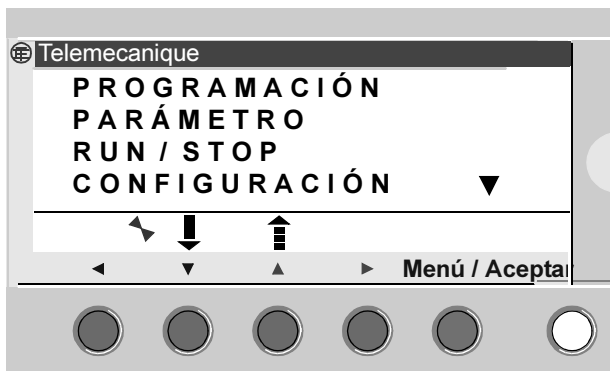 Telemecanique
PROGRAMACIÓN
PARÁMETRO
RUN / STOP
CONFIGURACIÓN
Menú / Aceptar